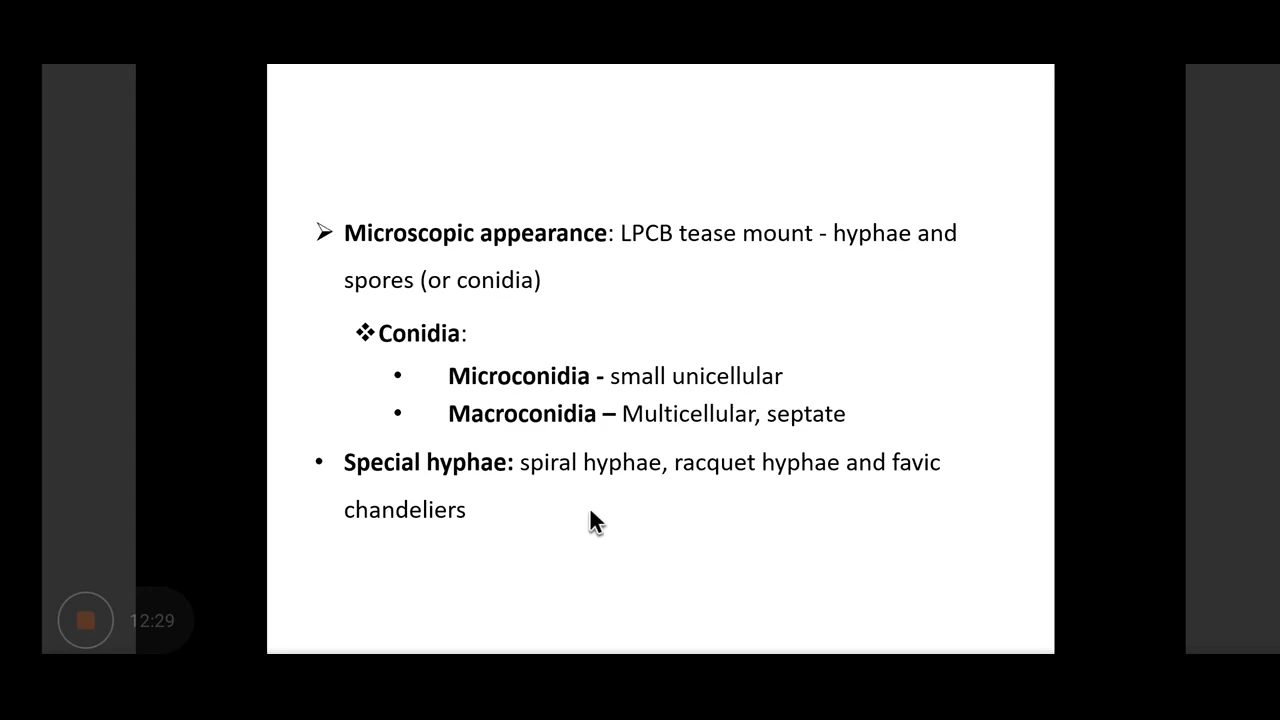 ➢ Microscopic appearance: LPCB tease mount - hyphae and
spores (or conidia)
❖Conidia:
• Microconidia - small unicellular
• Macroconidia – Multicellular, septate
• Special hyphae: spiral hyphae, racquet hyphae and favic
chandeliers
12:29